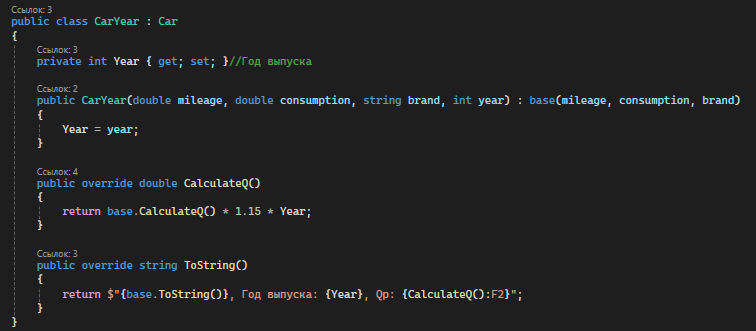 Ссылок: 3
public class CarYear : Car
{
Ссылок: 3
private int Year { get; set; }//Год выпуска
Ссылок: 2
public CarYear(double mileage, double consumption, string brand, int year) : base(mileage, consumption, brand)
{
Year = year;
}
Ссылок: 4
public override double CalculateQ()
{
return base.CalculateQ() * 1.15 * Year;
}
Ссылок: 3
public override string ToString()
{
return $"{base.ToString()}, Год выпуска: {Year}, Qp: {CalculateQ():F2}";
}
}